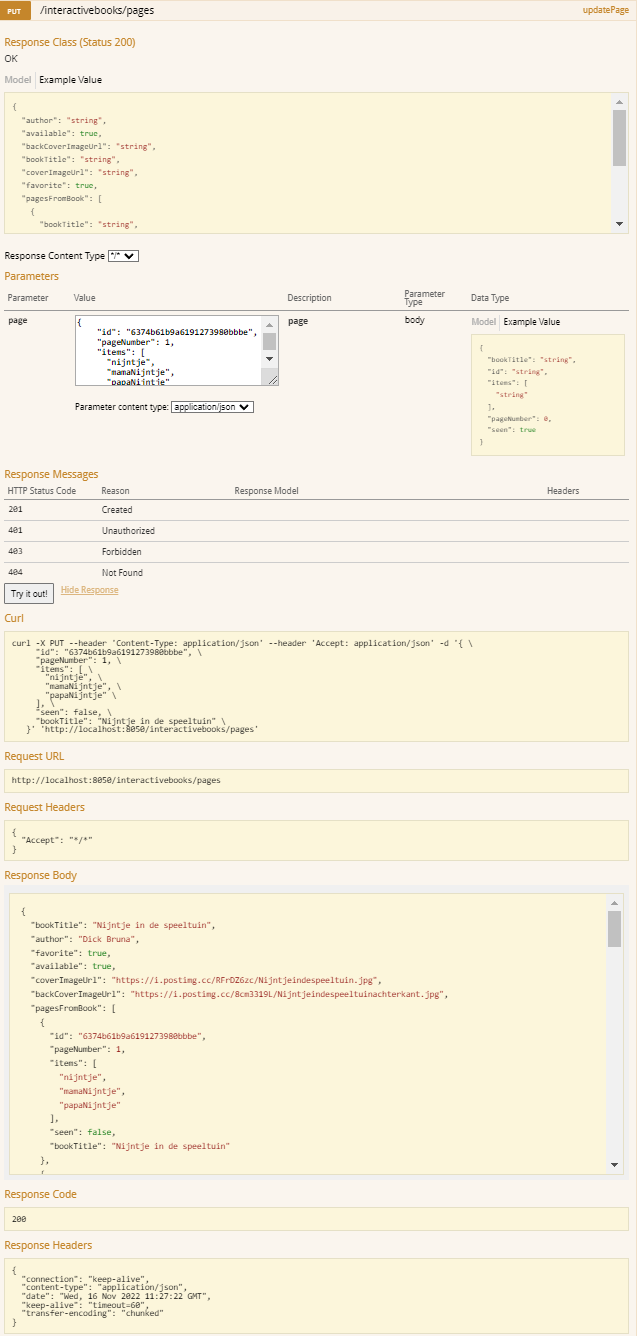 PUT /interactivebooks/pages updatePage
Response Class (Status 200)
OK
Model Example Value
{
"author": "string",
"available": true,
"backCoverImageUrl": "string",
"bookTitle": "string",
"coverImageUrl": "string",
"favorite": true,
"pagesFromBook": [
{
"bookTitle": "string",
Response Content Type */*
Parameters
Parameter Value Description Parameter Type Data Type
page
{
"id": "6374b61b9a6191273980bbbe",
"pageNumber": 1,
"items": [
"nijntje",
"mamaNijntje",
"papaNijntje"
Parameter content type: application/json
page
body
Model Example Value
{
"bookTitle": "string",
"id": "string",
"items": [
"string"
],
"pageNumber": 0,
"seen": true
}
Response Messages
HTTP Status Code Reason Response Model Headers
201 Created
401 Unauthorized
403 Forbidden
404 Not Found
Try it out! Hide Response
Curl
curl -X PUT --header 'Content-Type: application/json' --header 'Accept: application/json' -d '{ \
"id": "6374b61b9a6191273980bbbe", \
"pageNumber": 1, \
"items": [ \
"nijntje", \
"mamaNijntje", \
"papaNijntje" \
], \
"seen": false, \
"bookTitle": "Nijntje in de speeltuin" \
}' 'http://localhost:8050/interactivebooks/pages'
Request URL
http://localhost:8050/interactivebooks/pages
Request Headers
{
"Accept": "*/*"
}
Response Body
{
"bookTitle": "Nijntje in de speeltuin",
"author": "Dick Bruna",
"favorite": true,
"available": true,
"coverImageUrl": "https://i.postimg.cc/RFrDZ6zc/Nijntjeindespeeltuin.jpg",
"backCoverImageUrl": "https://i.postimg.cc/8cm3319L/Nijntjeindespeeltuinachterkant.jpg",
"pagesFromBook": [
{
"id": "6374b61b9a6191273980bbbe",
"pageNumber": 1,
"items": [
"nijntje",
"mamaNijntje",
"papaNijntje"
],
"seen": false,
"bookTitle": "Nijntje in de speeltuin"
},
{
Response Code
200
Response Headers
{
"connection": "keep-alive",
"content-type": "application/json",
"date": "Wed, 16 Nov 2022 11:27:22 GMT",
"keep-alive": "timeout=60",
"transfer-encoding": "chunked"
}